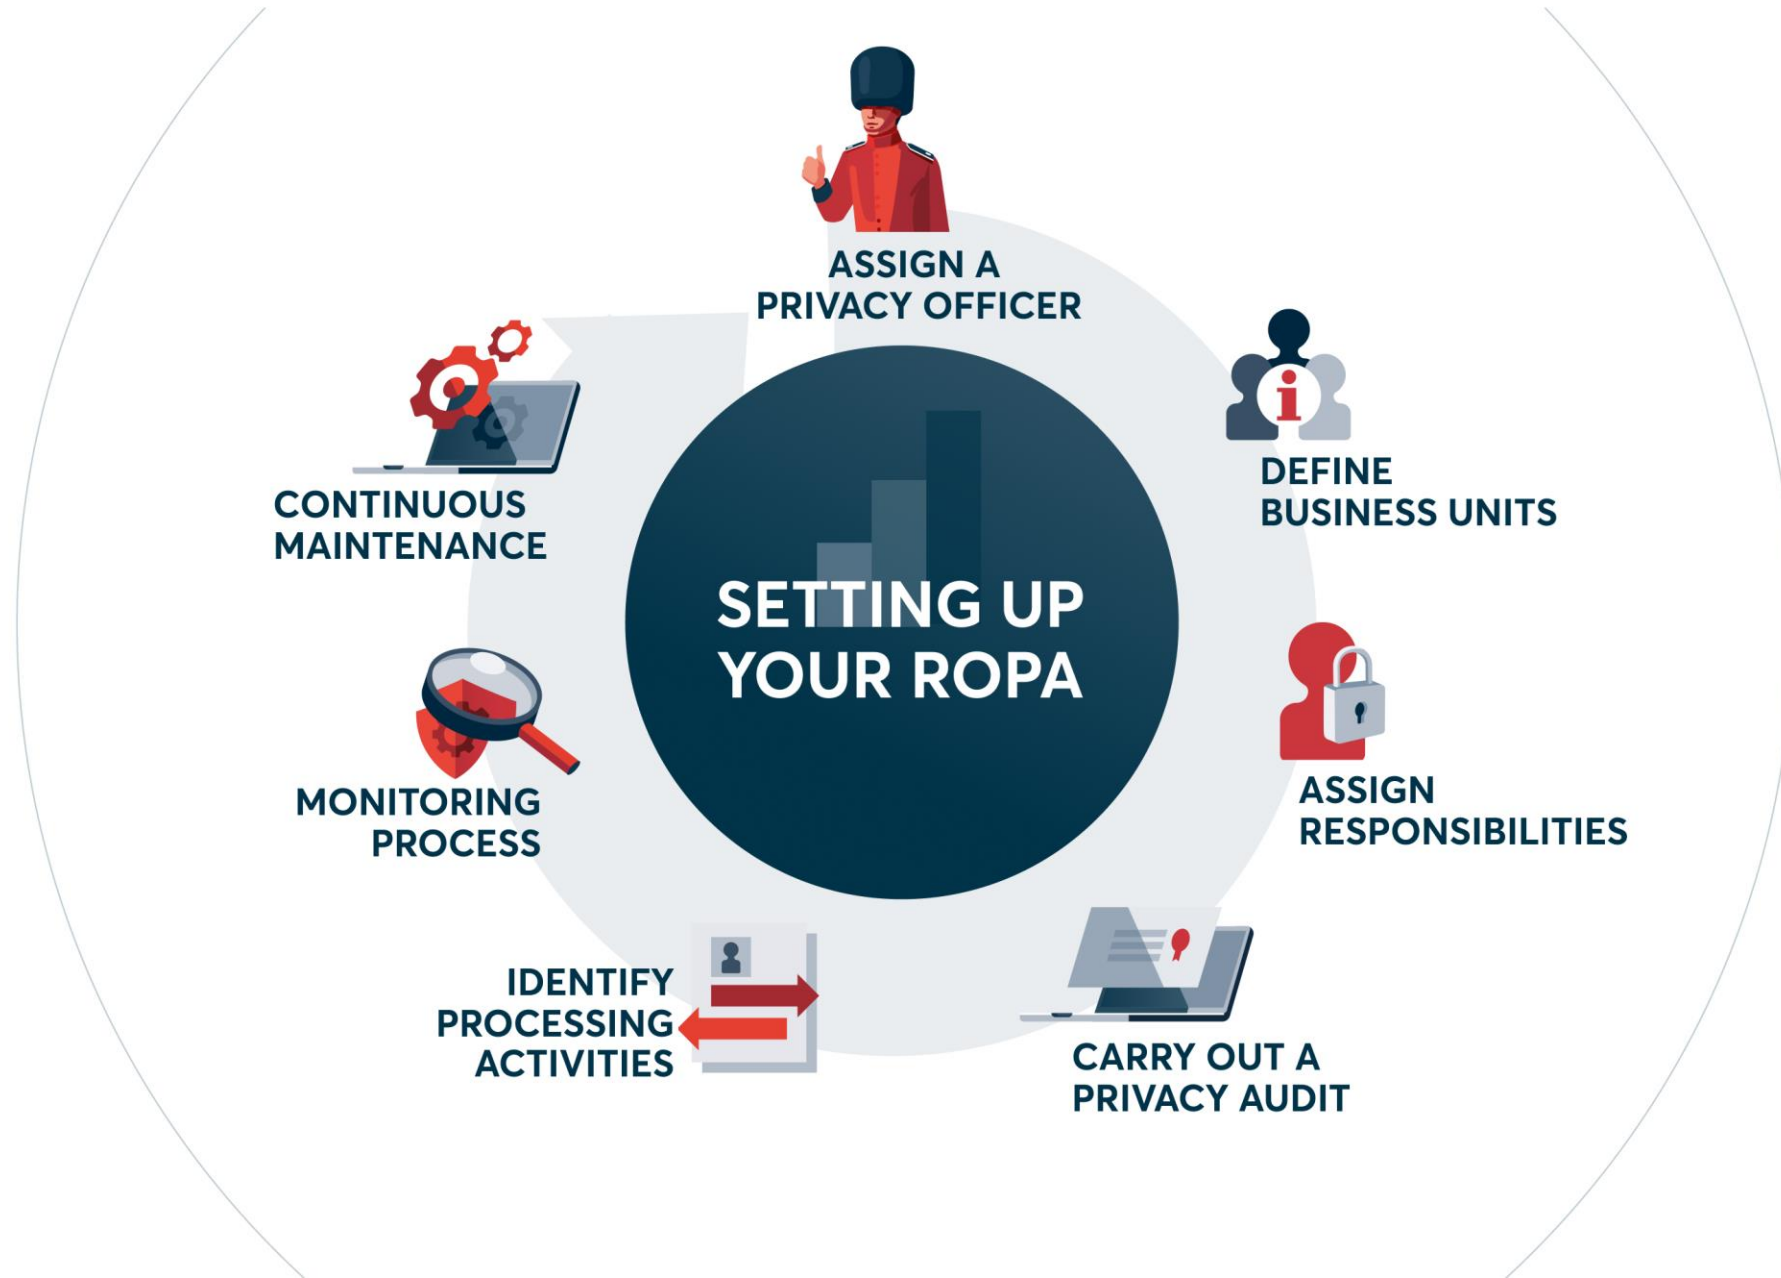 ASSIGN A
PRIVACY OFFICER
DEFINE
BUSINESS UNITS
ASSIGN
RESPONSIBILITIES
CARRY OUT A
PRIVACY AUDIT
IDENTIFY
PROCESSING
ACTIVITIES
MONITORING
PROCESS
CONTINUOUS
MAINTENANCE
SETTING UP
YOUR ROPA